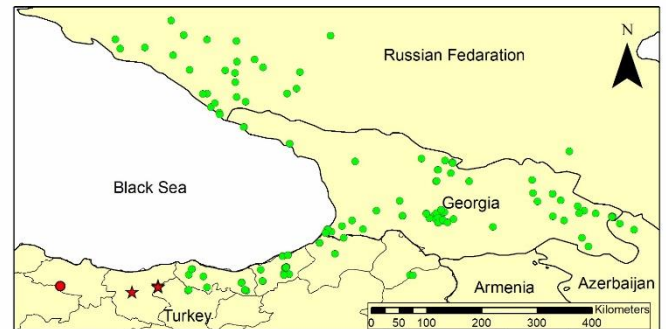 N
Russian Fedaration
Black Sea
Georgia
Turkey
Armenia
Azerbaijan
Kilometers
0 50 100 200 300 400